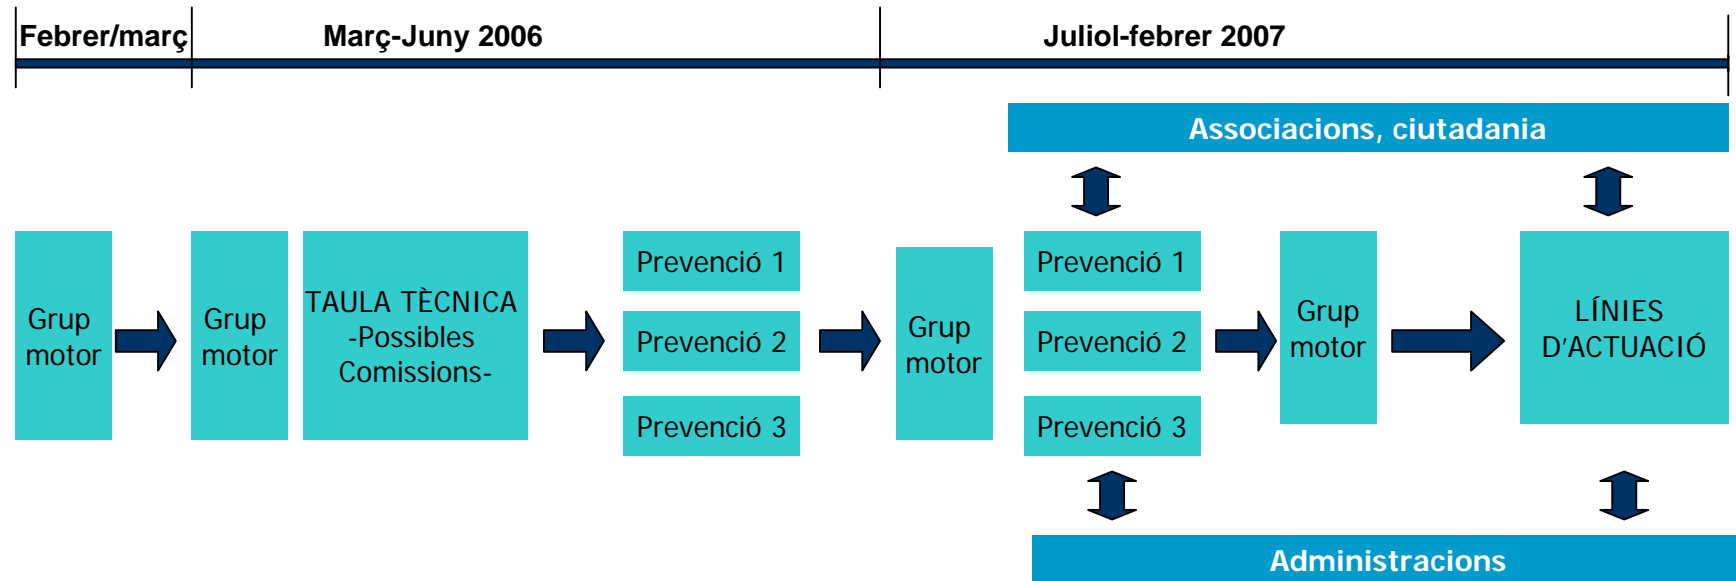 Febrer/març
Març-Juny 2006
Juliol-febrer 2007
Associacions, ciutadania
Grup
motor
Grup
motor
TAULA TÈCNICA
-Possibles
Comissions-
Prevenció 1
Prevenció 2
Prevenció 3
Grup
motor
Prevenció 1
Prevenció 2
Prevenció 3
Grup
motor
LÍNIES
D'ACTUACIÓ
Administracions